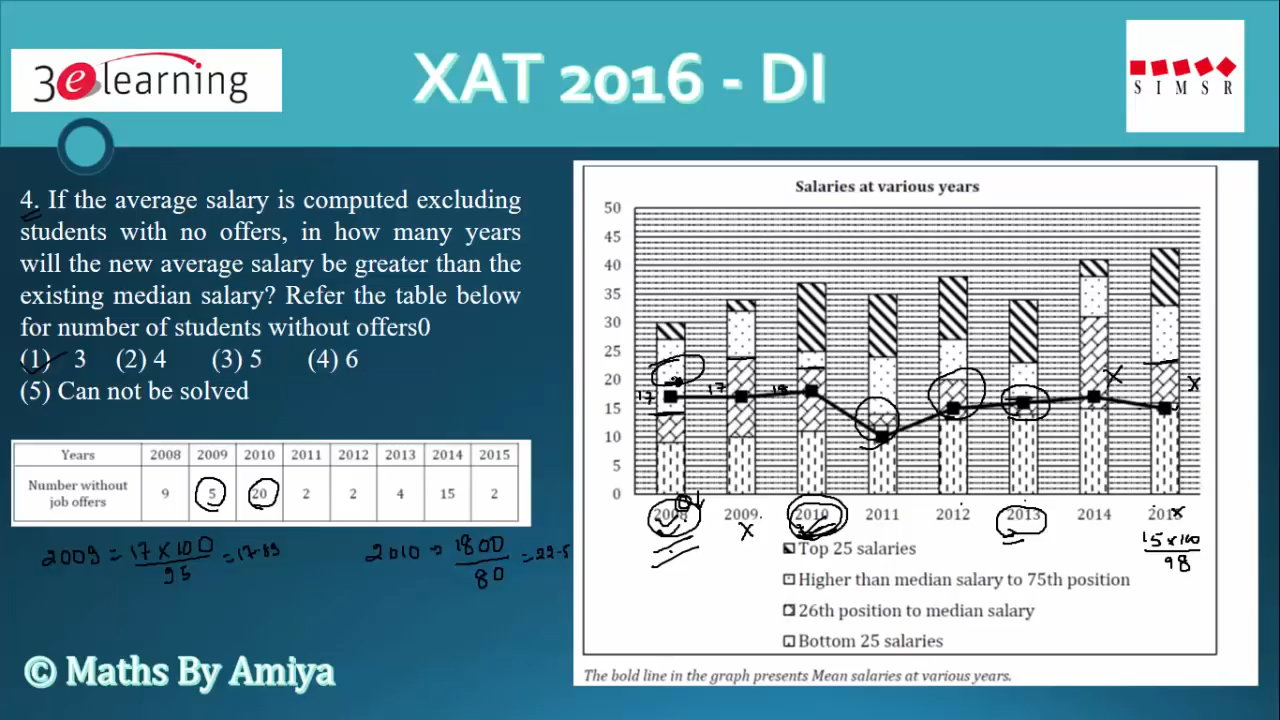 3elearning
XAT 2016 - DI
S I M S R
4. If the average salary is computed excluding
students with no offers, in how many years
will the new average salary be greater than the
existing median salary? Refer the table below
for number of students without offers0
(1) 3 (2) 4 (3) 5 (4) 6
(5) Can not be solved
Years 2008 2009 2010 2011 2012 2013 2014 2015
Number without
job offers 9 5 20 2 2 4 15 2
2009 = 17 x 100 / 95 = 17.89
2010 → 1800 / 80 = 22.5
© Maths By Amiya
Salaries at various years
50
45
40
35
30
25
20
15
10
5
0
17 17 18
X X
2008 2009 2010 2011 2012 2013 2014 2015
X X
15 x 100 / 98
Top 25 salaries
Higher than median salary to 75th position
26th position to median salary
Bottom 25 salaries
The bold line in the graph presents Mean salaries at various years.